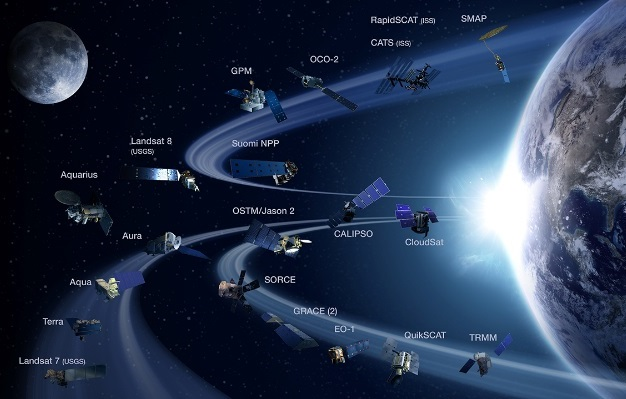 RapidSCAT (ISS)
SMAP
CATS (ISS)
OCO-2
GPM
Landsat 8
(USGS)
Suomi NPP
Aquarius
OSTM/Jason 2
Aura
CALIPSO
CloudSat
Aqua
SORCE
GRACE (2)
Terra
EO-1
QuikSCAT
TRMM
Landsat 7 (USGS)